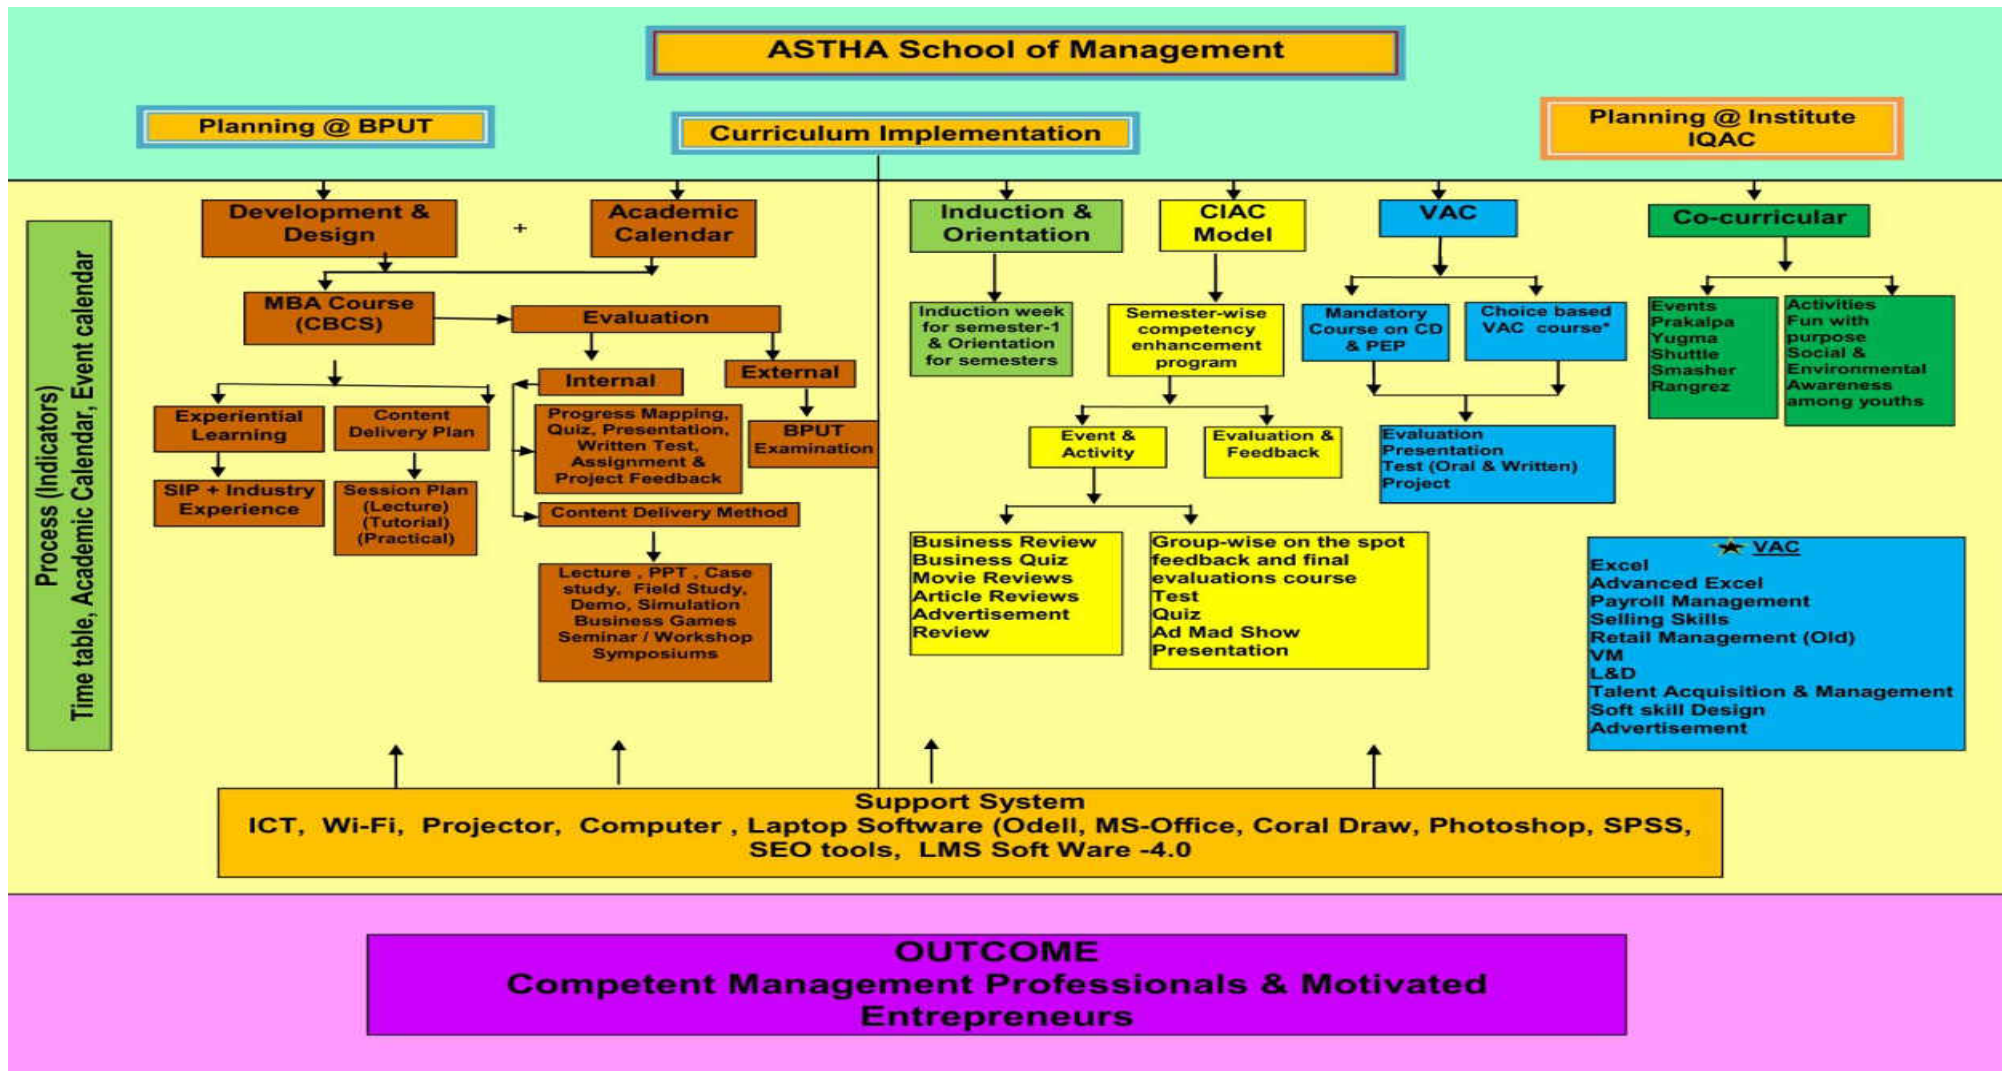 ASTHA School of Management
Planning @ BPUT
Curriculum Implementation
Planning @ Institute
IQAC
Process (Indicators)
Time table, Academic Calendar, Event calendar
Development &
Design
+
Academic
Calendar
MBA Course
(CBCS)
Evaluation
Internal
External
Experiential
Learning
Content
Delivery Plan
Progress Mapping,
Quiz, Presentation,
Written Test,
Assignment &
Project Feedback
BPUT
Examination
SIP + Industry
Experience
Session Plan
(Lecture)
(Tutorial)
(Practical)
Content Delivery Method
Lecture , PPT , Case
study, Field Study,
Demo, Simulation
Business Games
Seminar / Workshop
Symposiums
Induction &
Orientation
Induction week
for semester-1
& Orientation
for semesters
CIAC
Model
Semester-wise
competency
enhancement
program
Event &
Activity
Evaluation &
Feedback
Business Review
Business Quiz
Movie Reviews
Article Reviews
Advertisement
Review
Group-wise on the spot
feedback and final
evaluations course
Test
Quiz
Ad Mad Show
Presentation
VAC
Mandatory
Course on CD
& PEP
Choice based
VAC course*
Evaluation
Presentation
Test (Oral & Written)
Project
Co-curricular
Events
Prakalpa
Yugma
Shuttle
Smasher
Rangrez
Activities
Fun with
purpose
Social &
Environmental
Awareness
among youths
VAC
Excel
Advanced Excel
Payroll Management
Selling Skills
Retail Management (Old)
VM
L&D
Talent Acquisition & Management
Soft skill Design
Advertisement
Support System
ICT, Wi-Fi, Projector, Computer , Laptop Software (Odell, MS-Office, Coral Draw, Photoshop, SPSS,
SEO tools, LMS Soft Ware -4.0
OUTCOME
Competent Management Professionals & Motivated
Entrepreneurs